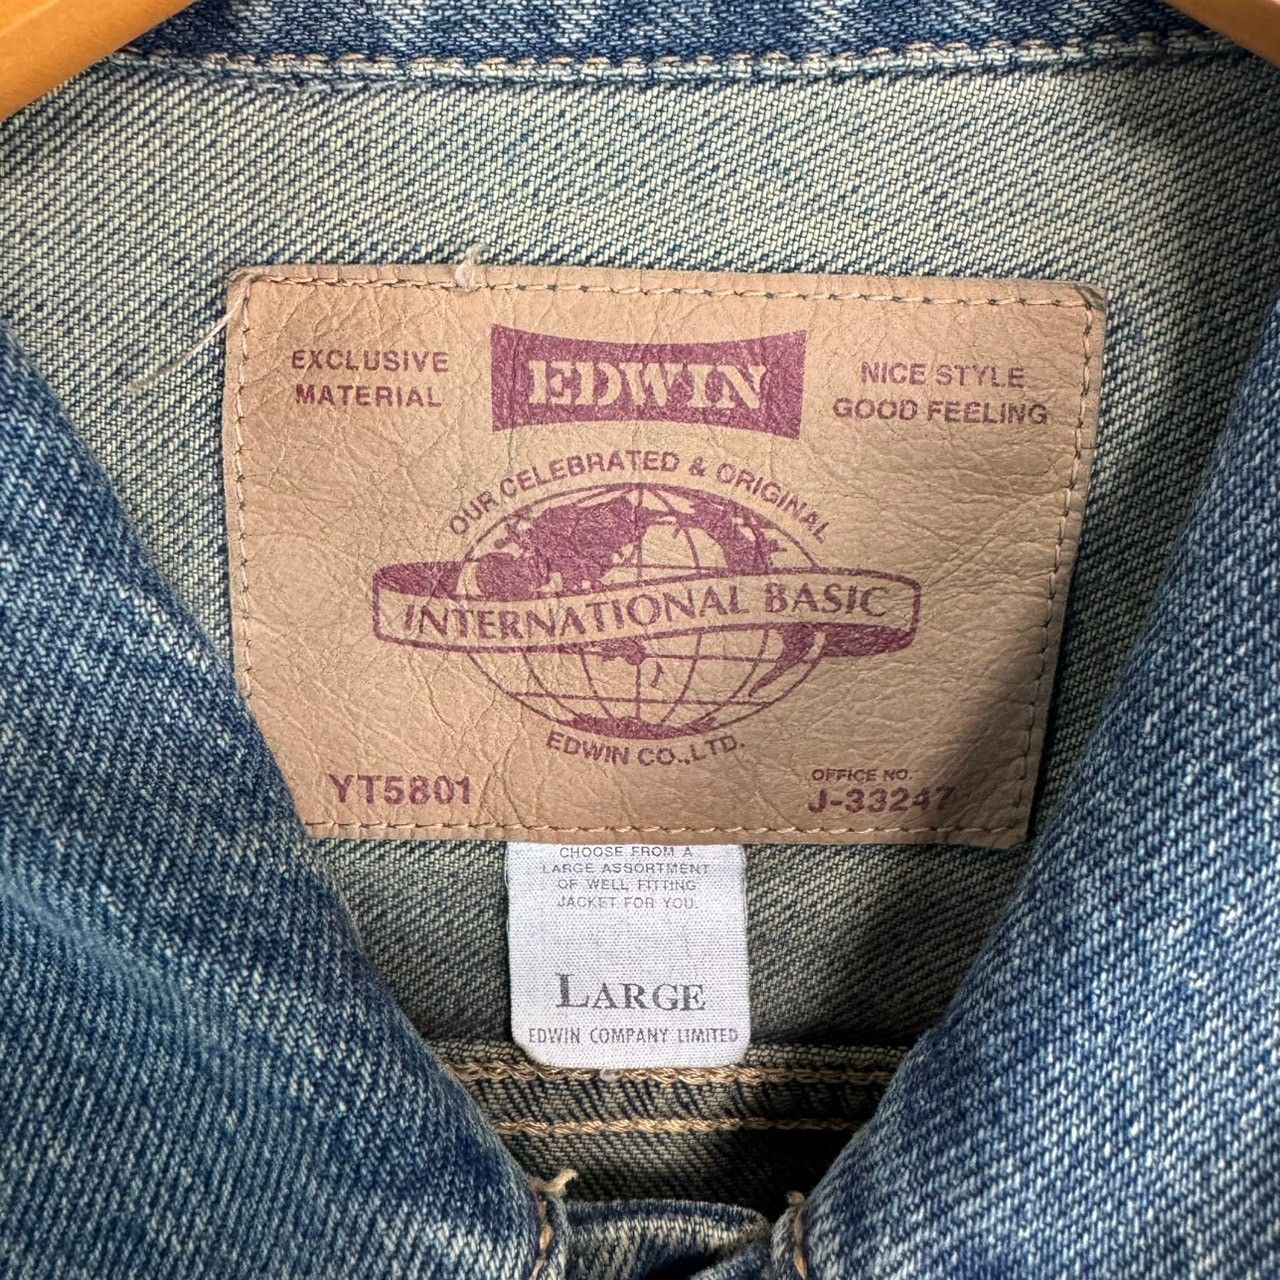 EXCLUSIVE
MATERIAL
EDWIN
NICE STYLE
GOOD FEELING
OUR CELEBRATED & ORIGINAL
INTERNATIONAL BASIC
EDWIN CO.,LTD.
YT5801
OFFICE NO.
J-33247
CHOOSE FROM A
LARGE ASSORTMENT
OF WELL FITTING
JACKET FOR YOU.
LARGE
EDWIN COMPANY LIMITED